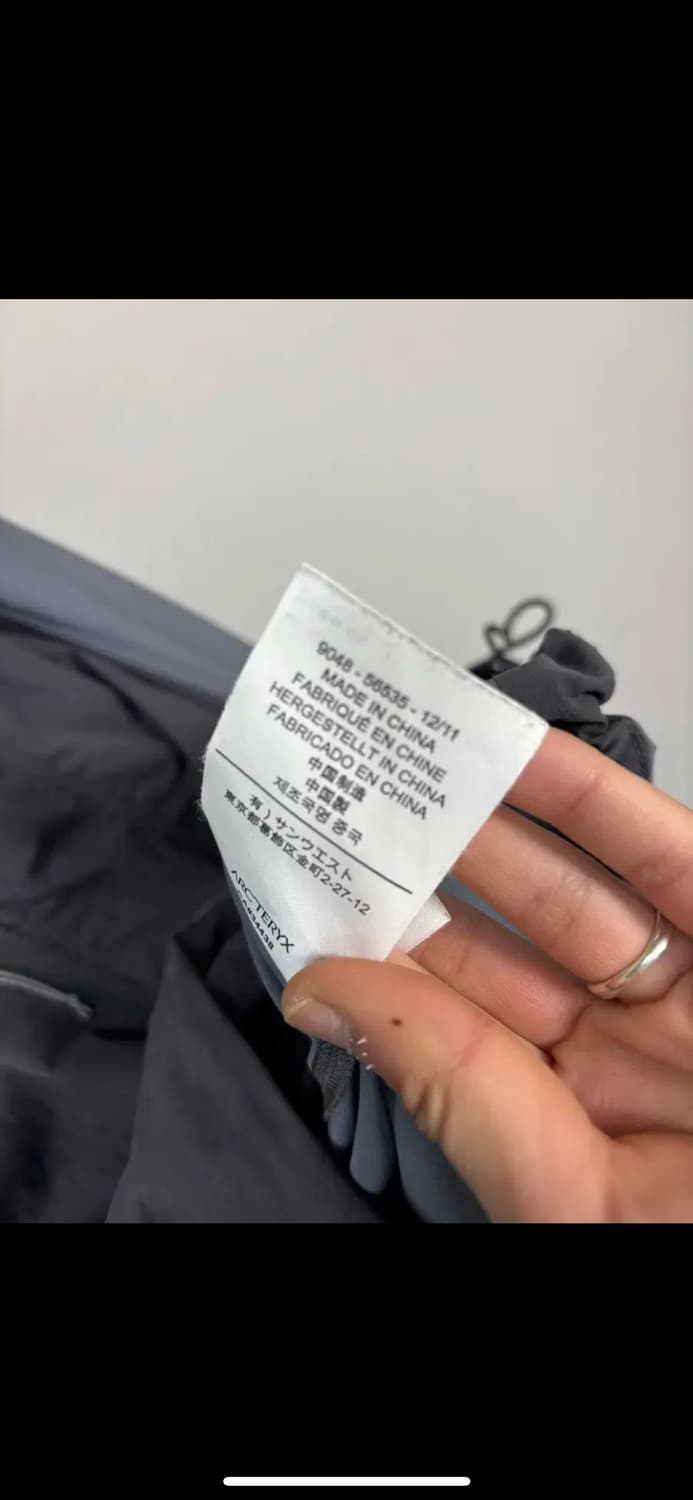 9048 - 56535 - 12/11
MADE IN CHINA
FABRIQUÉ EN CHINE
HERGESTELLT IN CHINA
FABRICADO EN CHINA
中国制造
中国製
제조국명 중국
有）サンウエスト
東京都葛飾区金町2-27-12
ARC'TERYX